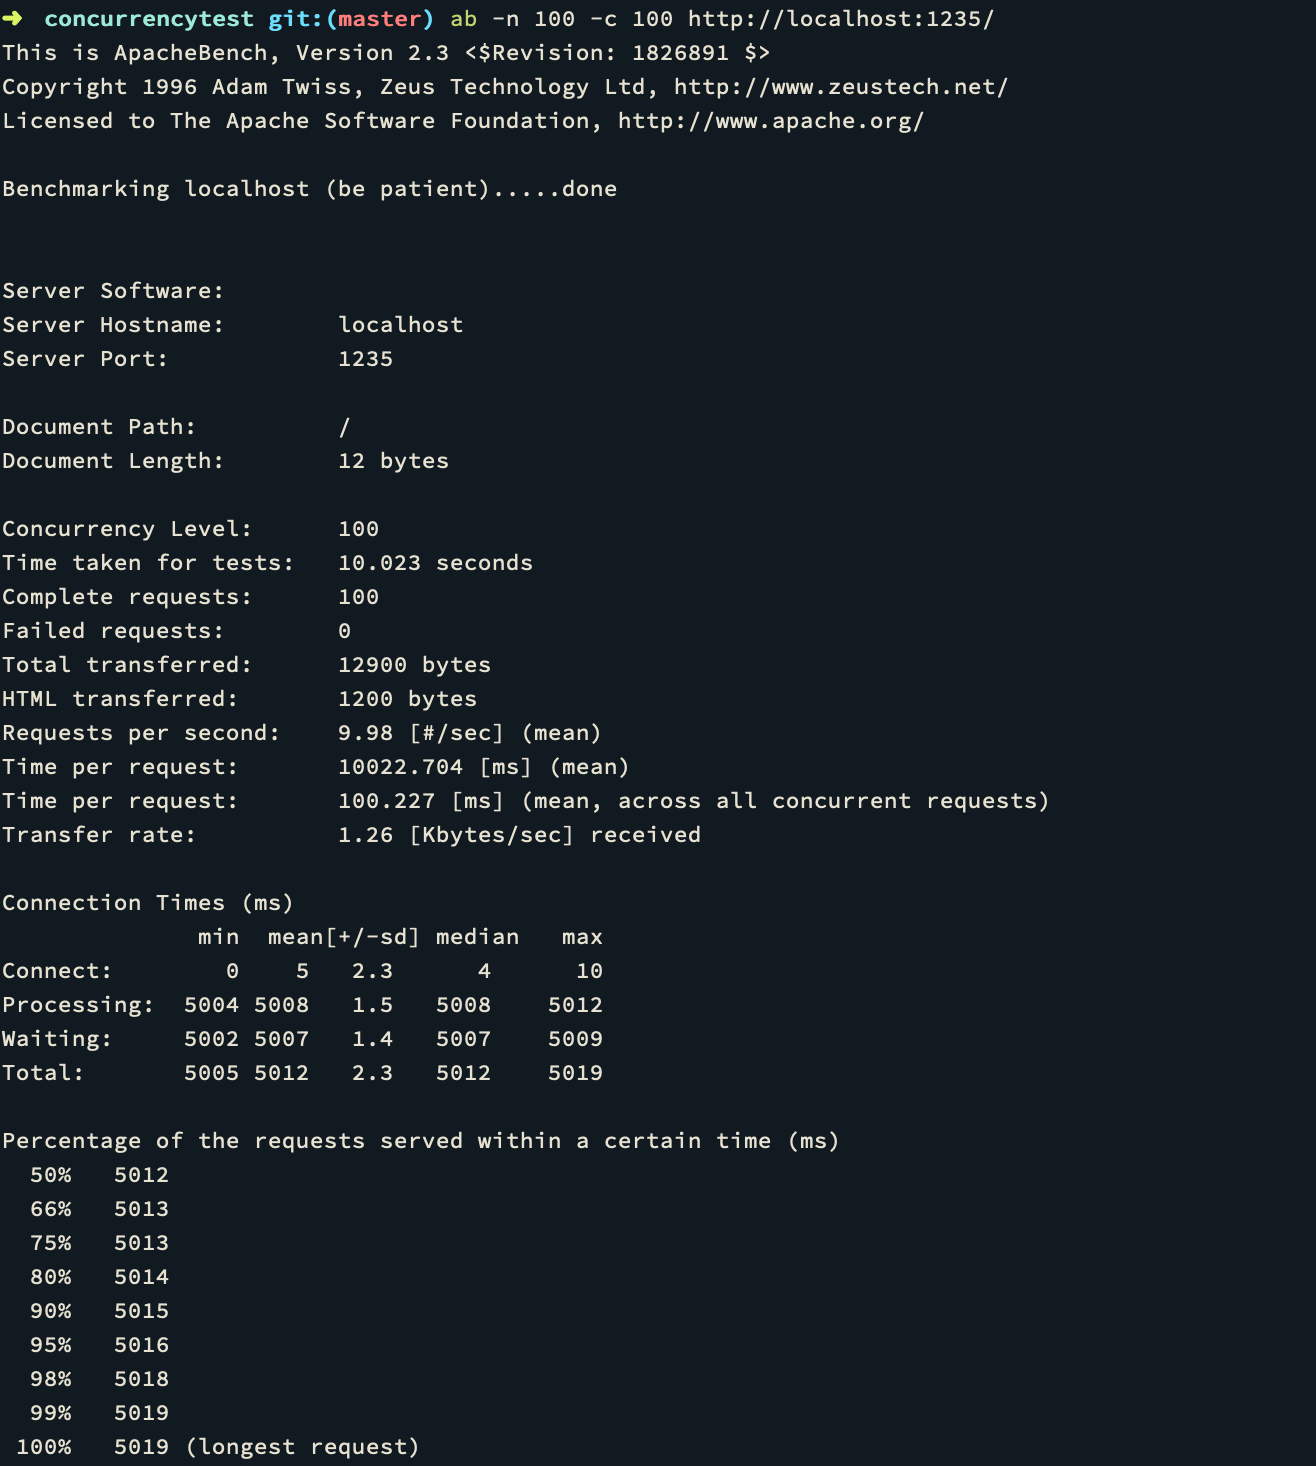 ➜ concurrencytest git:(master) ab -n 100 -c 100 http://localhost:1235/
This is ApacheBench, Version 2.3 <$Revision: 1826891 $>
Copyright 1996 Adam Twiss, Zeus Technology Ltd, http://www.zeustech.net/
Licensed to The Apache Software Foundation, http://www.apache.org/

Benchmarking localhost (be patient).....done


Server Software:
Server Hostname:        localhost
Server Port:            1235

Document Path:          /
Document Length:        12 bytes

Concurrency Level:      100
Time taken for tests:   10.023 seconds
Complete requests:      100
Failed requests:        0
Total transferred:      12900 bytes
HTML transferred:       1200 bytes
Requests per second:    9.98 [#/sec] (mean)
Time per request:       10022.704 [ms] (mean)
Time per request:       100.227 [ms] (mean, across all concurrent requests)
Transfer rate:          1.26 [Kbytes/sec] received

Connection Times (ms)
              min  mean[+/-sd] median   max
Connect:        0    5   2.3      4      10
Processing:  5004 5008   1.5   5008    5012
Waiting:     5002 5007   1.4   5007    5009
Total:       5005 5012   2.3   5012    5019

Percentage of the requests served within a certain time (ms)
  50%   5012
  66%   5013
  75%   5013
  80%   5014
  90%   5015
  95%   5016
  98%   5018
  99%   5019
 100%   5019 (longest request)